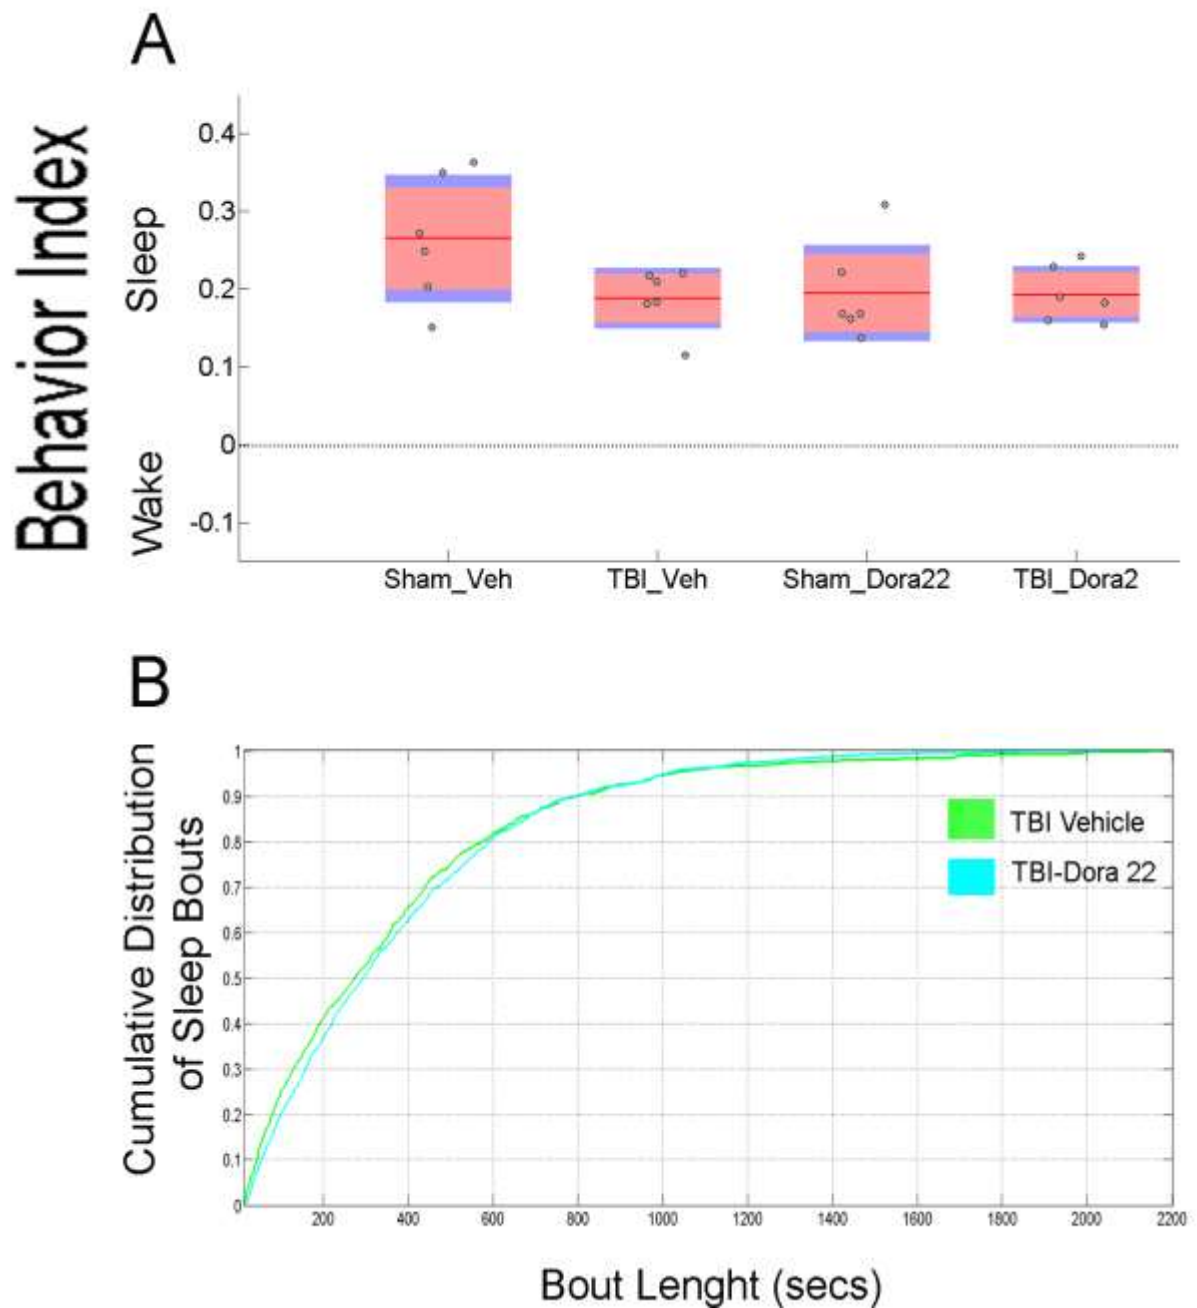 A
Behavior Index
Sleep
Wake
0.4
0.3
0.2
0.1
0
-0.1
Sham_Veh
TBI_Veh
Sham_Dora22
TBI_Dora2
B
Cumulative Distribution
of Sleep Bouts
1
0.9
0.8
0.7
0.6
0.5
0.4
0.3
0.2
0.1
0
TBI Vehicle
TBI-Dora 22
200 400 600 800 1000 1200 1400 1600 1800 2000 2200
Bout Lenght (secs)